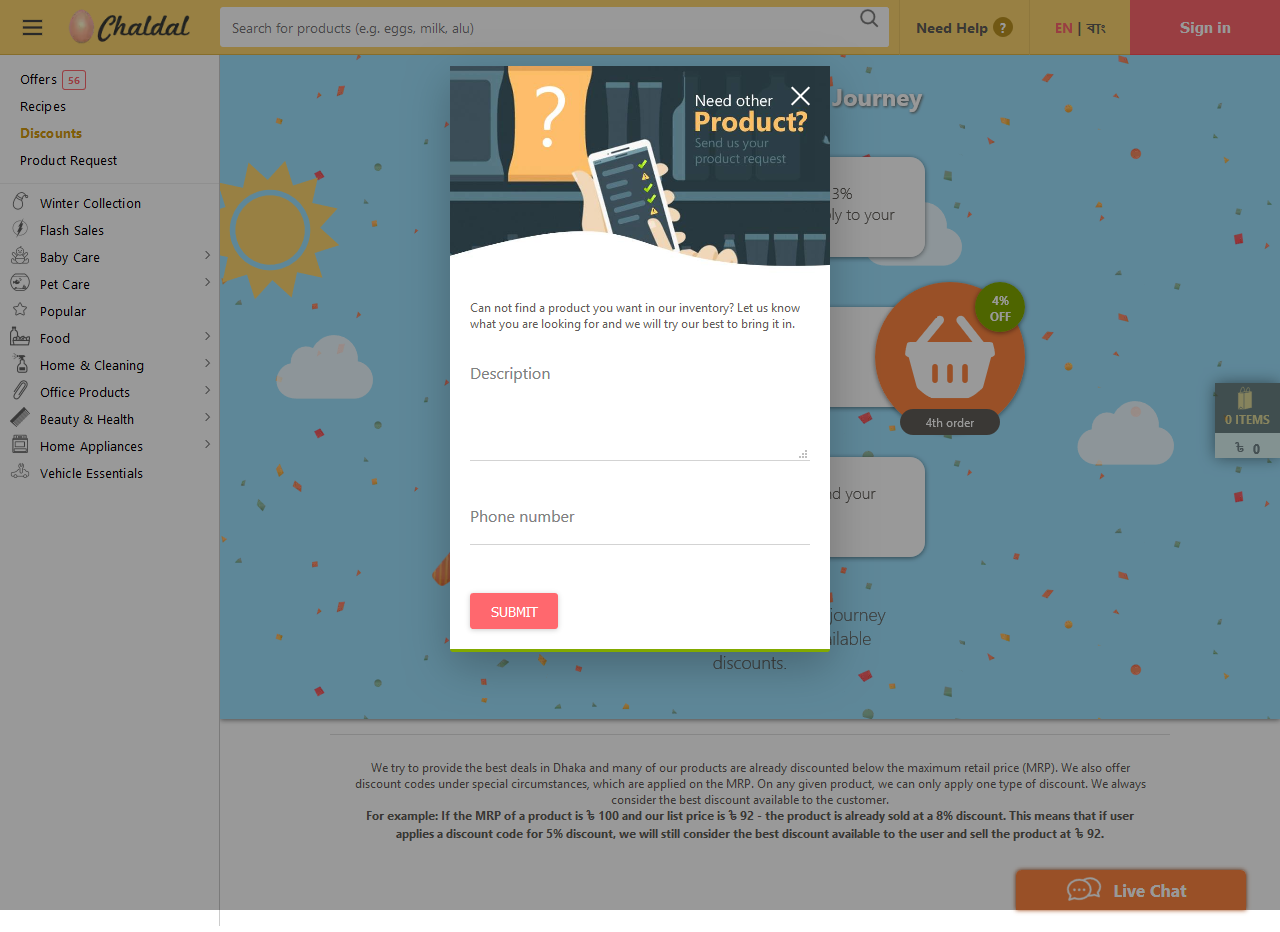 Chaldal
Search for products (e.g. eggs, milk, alu)
Need Help ?
EN | বাং
Sign in
Offers 56
Recipes
Discounts
Product Request
Winter Collection
Flash Sales
Baby Care
Pet Care
Popular
Food
Home & Cleaning
Office Products
Beauty & Health
Home Appliances
Vehicle Essentials
Journey
3%
to your
4%
OFF
4th order
your
journey
discounts.
?
Need other
Product?
Send us your
product request
Can not find a product you want in our inventory? Let us know
what you are looking for and we will try our best to bring it in.
Description
Phone number
SUBMIT
0 ITEMS
৳ 0
We try to provide the best deals in Dhaka and many of our products are already discounted below the maximum retail price (MRP). We also offer
discount codes under special circumstances, which are applied on the MRP. On any given product, we can only apply one type of discount. We always
consider the best discount available to the customer.
For example: If the MRP of a product is ৳ 100 and our list price is ৳ 92 - the product is already sold at a 8% discount. This means that if user
applies a discount code for 5% discount, we will still consider the best discount available to the user and sell the product at ৳ 92.
Live Chat